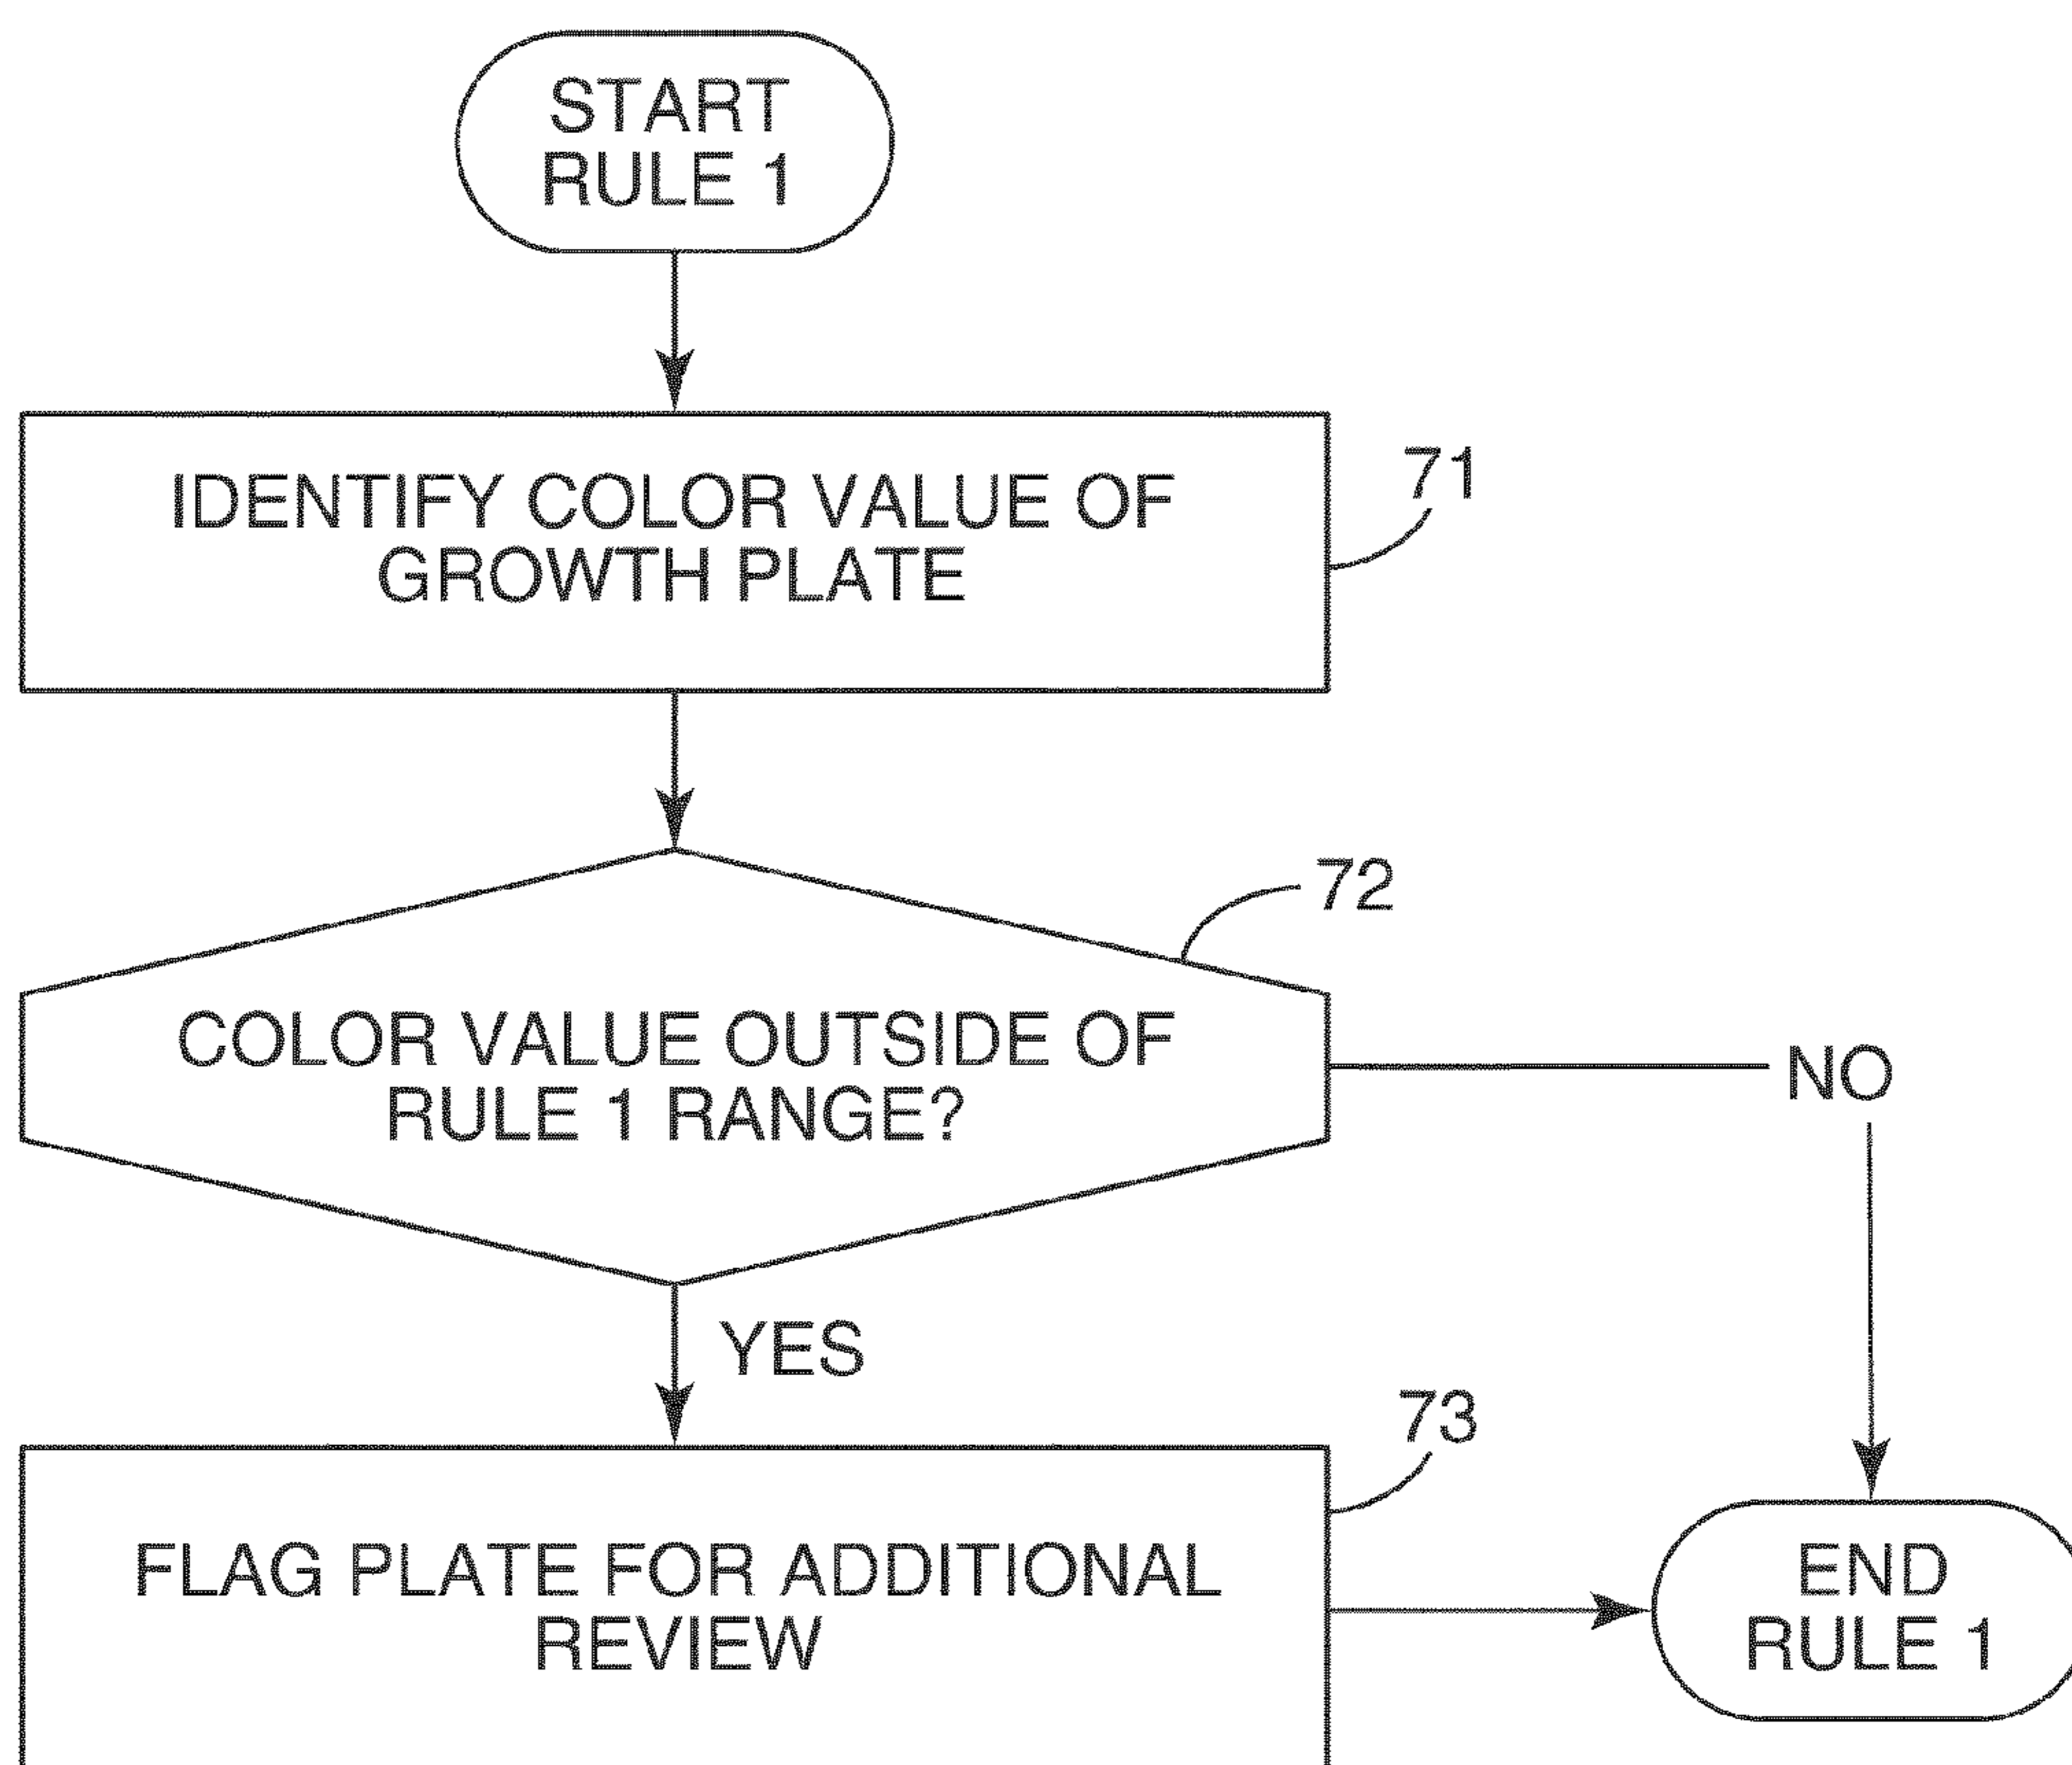 START
RULE 1
IDENTIFY COLOR VALUE OF
GROWTH PLATE
71
72
COLOR VALUE OUTSIDE OF
RULE 1 RANGE?
NO
YES
73
FLAG PLATE FOR ADDITIONAL
REVIEW
END
RULE 1